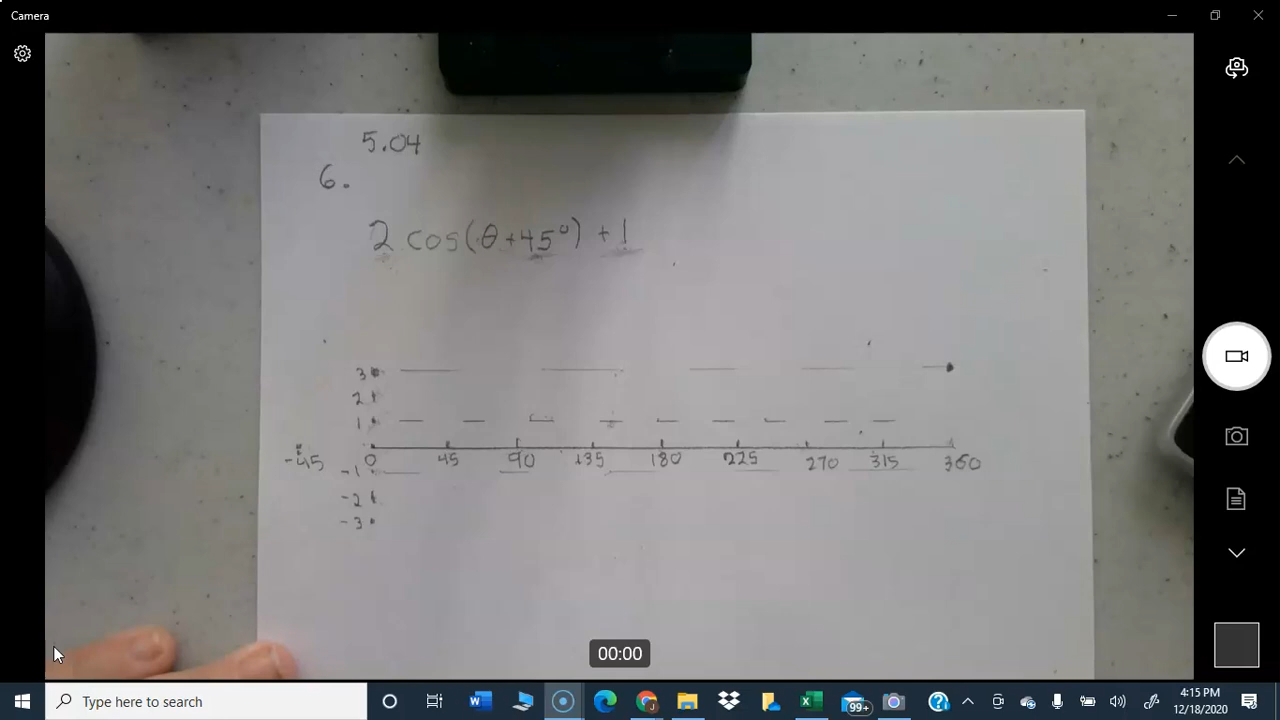 Camera
5.04
6.
2 cos(θ+45°) +1
3
2
1
-45 0 45 90 135 180 225 270 315 360
-1
-2
-3
00:00
Type here to search
99+
4:15 PM
12/18/2020